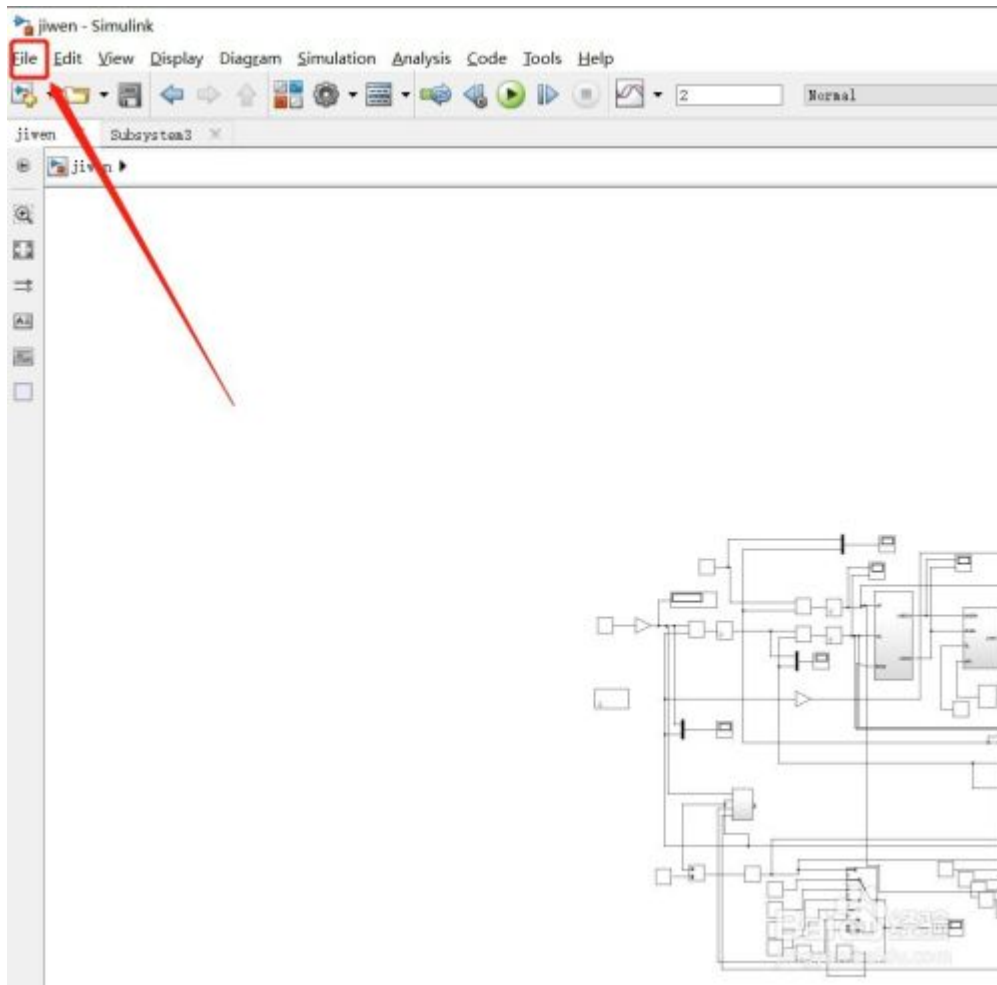 jiwen - Simulink
File Edit View Display Diagram Simulation Analysis Code Tools Help
2 Normal
jiwen Subsystem3
jiwen